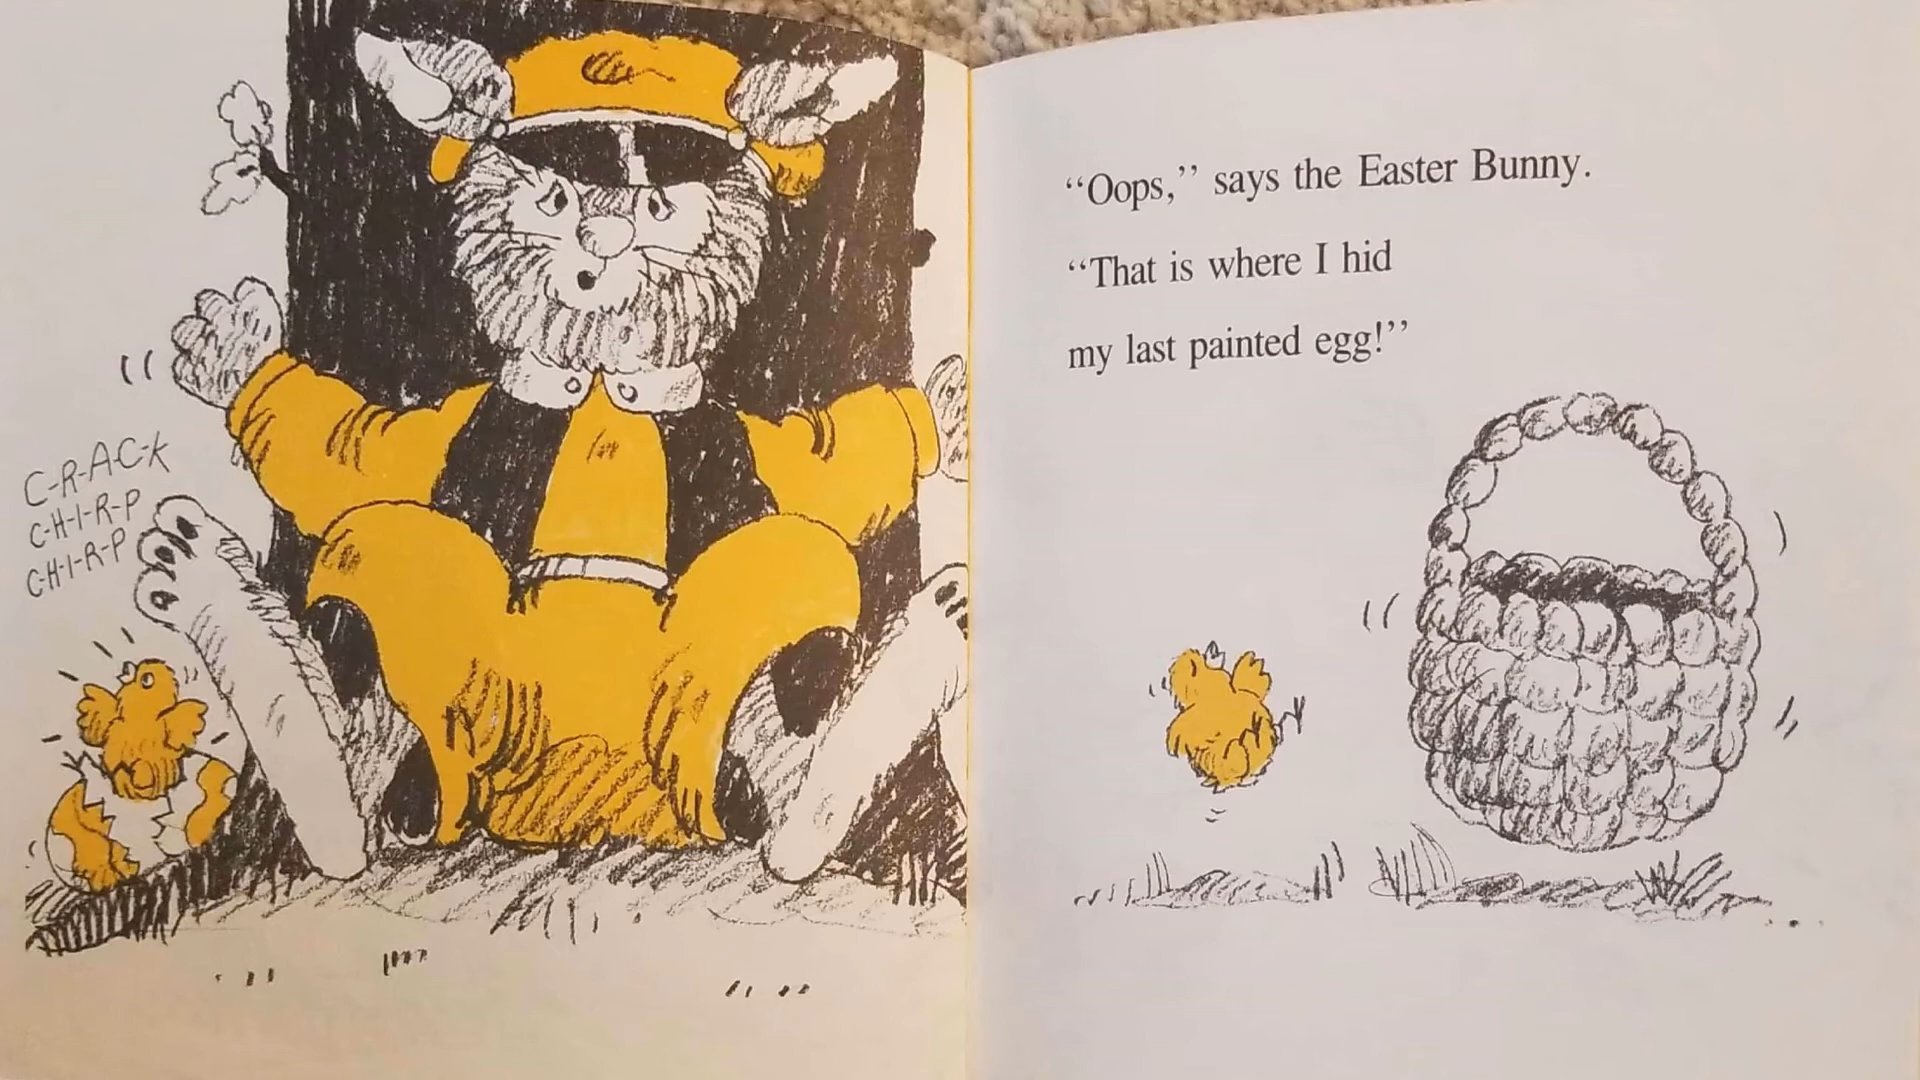 C-R-A-C-K
C-H-I-R-P
C-H-I-R-P
“Oops,” says the Easter Bunny.
“That is where I hid
my last painted egg!”